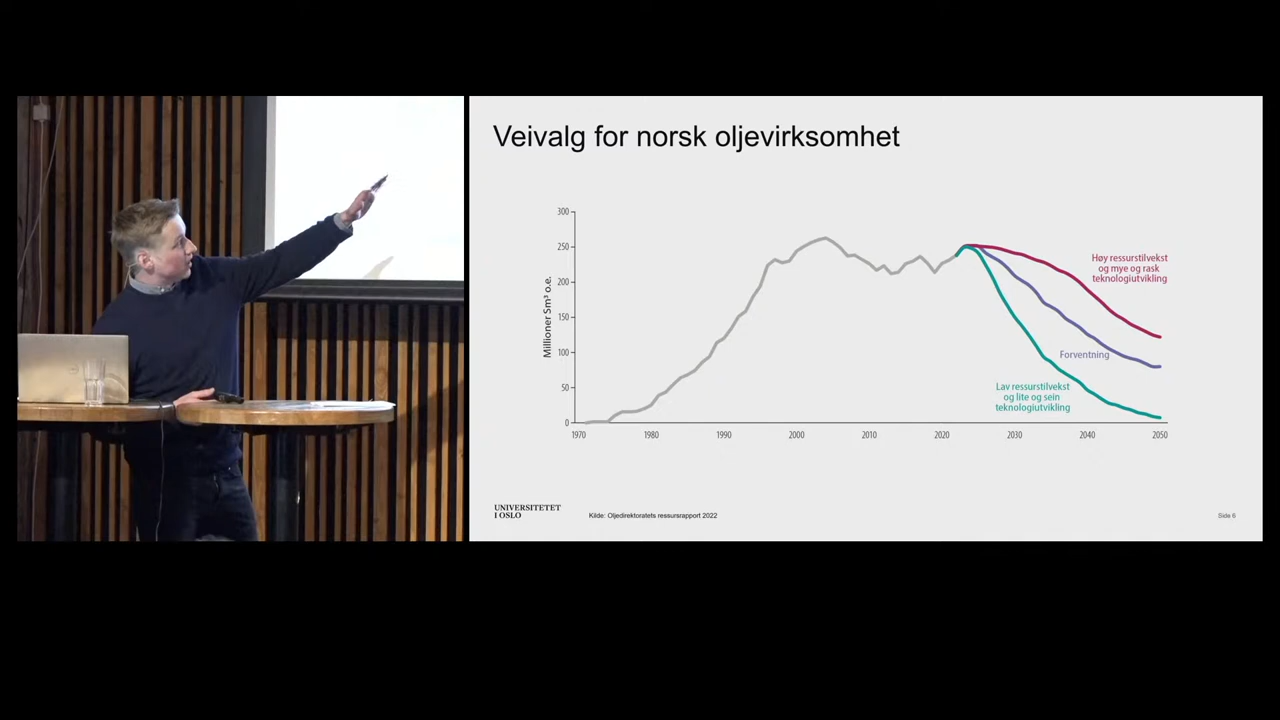 Veivalg for norsk oljevirksomhet
300
250
200
150
100
50
0
Millioner Sm³ o.e.
1970
1980
1990
2000
2010
2020
2030
2040
2050
Høy ressurstilvekst
og mye og rask
teknologiutvikling
Forventning
Lav ressurstilvekst
og lite og sein
teknologiutvikling
UNIVERSITETET
I OSLO
Kilde: Oljedirektoratets ressursrapport 2022
Side 6